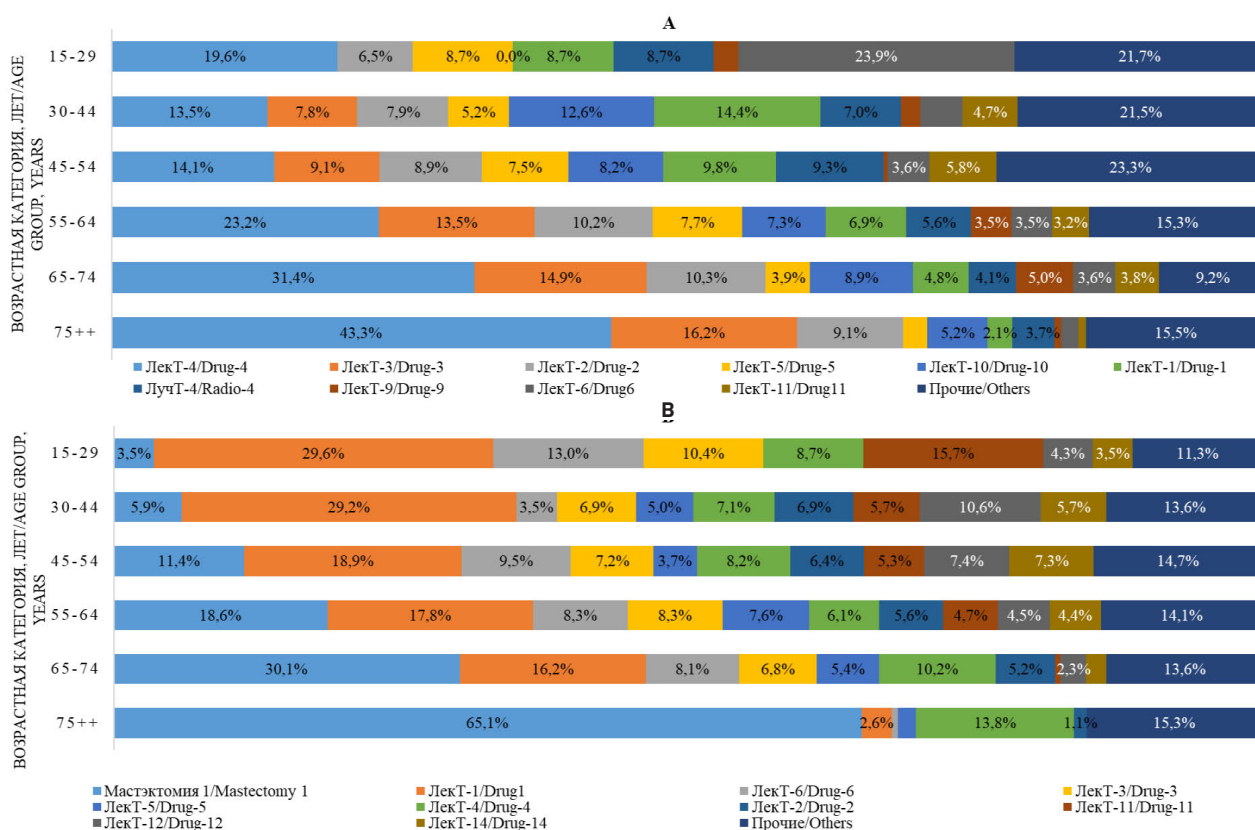 A
ВОЗРАСТНАЯ КАТЕГОРИЯ, ЛЕТ/AGE
GROUP, YEARS
15-29 19,6% 6,5% 8,7% 0,0% 8,7% 8,7% 23,9% 21,7%
30-44 13,5% 7,8% 7,9% 5,2% 12,6% 14,4% 7,0% 4,7% 21,5%
45-54 14,1% 9,1% 8,9% 7,5% 8,2% 9,8% 9,3% 3,6% 5,8% 23,3%
55-64 23,2% 13,5% 10,2% 7,7% 7,3% 6,9% 5,6% 3,5% 3,5% 3,2% 15,3%
65-74 31,4% 14,9% 10,3% 3,9% 8,9% 4,8% 4,1% 5,0% 3,6% 3,8% 9,2%
75++ 43,3% 16,2% 9,1% 5,2% 2,1% 3,7% 15,5%
ЛекТ-4/Drug-4 ЛекТ-3/Drug-3 ЛекТ-2/Drug-2 ЛекТ-5/Drug-5 ЛекТ-10/Drug-10 ЛекТ-1/Drug-1
ЛучТ-4/Radio-4 ЛекТ-9/Drug-9 ЛекТ-6/Drug6 ЛекТ-11/Drug11 Прочие/Others
B
ВОЗРАСТНАЯ КАТЕГОРИЯ, ЛЕТ/AGE GROUP,
YEARS
15-29 3,5% 29,6% 13,0% 10,4% 8,7% 15,7% 4,3% 3,5% 11,3%
30-44 5,9% 29,2% 3,5% 6,9% 5,0% 7,1% 6,9% 5,7% 10,6% 5,7% 13,6%
45-54 11,4% 18,9% 9,5% 7,2% 3,7% 8,2% 6,4% 5,3% 7,4% 7,3% 14,7%
55-64 18,6% 17,8% 8,3% 8,3% 7,6% 6,1% 5,6% 4,7% 4,5% 4,4% 14,1%
65-74 30,1% 16,2% 8,1% 6,8% 5,4% 10,2% 5,2% 2,3% 13,6%
75++ 65,1% 2,6% 13,8% 1,1% 15,3%
Мастэктомия 1/Mastectomy 1 ЛекТ-1/Drug1 ЛекТ-6/Drug-6 ЛекТ-3/Drug-3
ЛекТ-5/Drug-5 ЛекТ-4/Drug-4 ЛекТ-2/Drug-2 ЛекТ-11/Drug-11
ЛекТ-12/Drug-12 ЛекТ-14/Drug-14 Прочие/Others